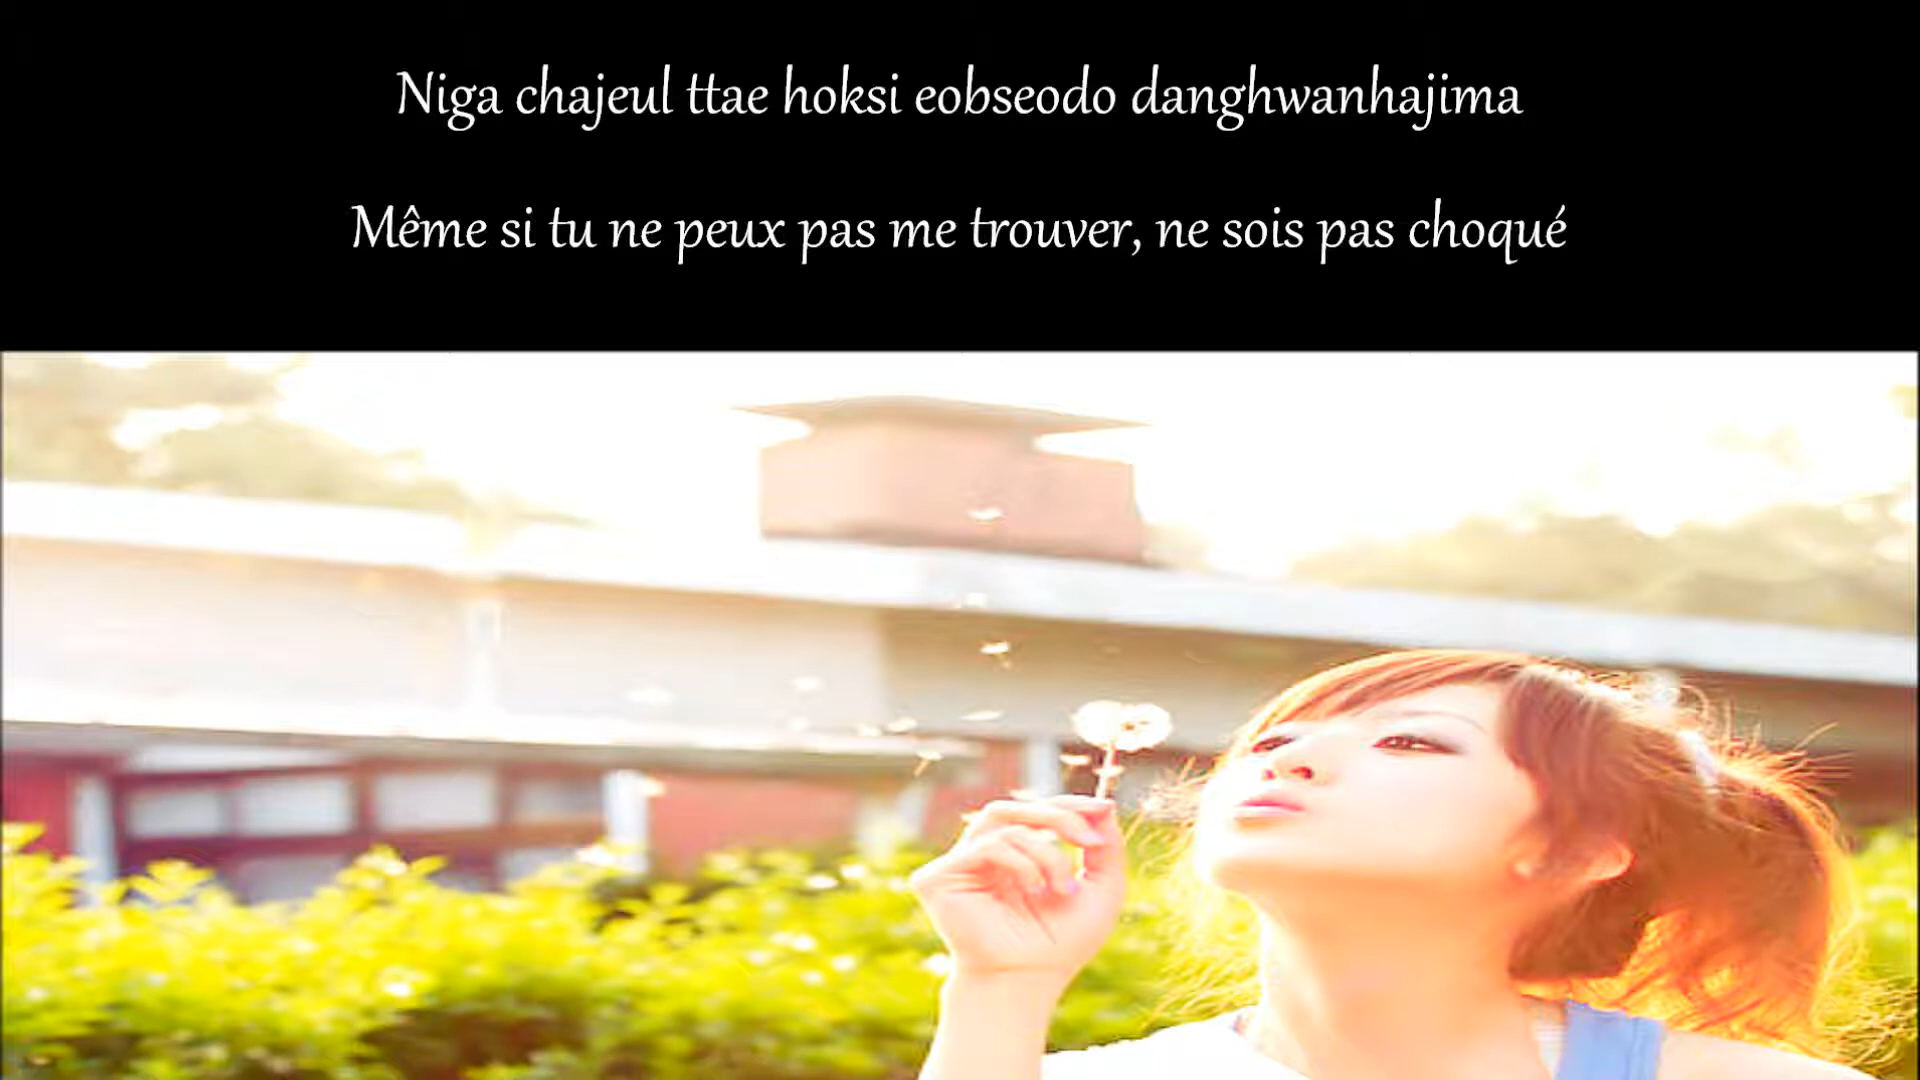 Niga chajeul ttae hoksi eobseodo danghwanhajima
Même si tu ne peux pas me trouver, ne sois pas choqué